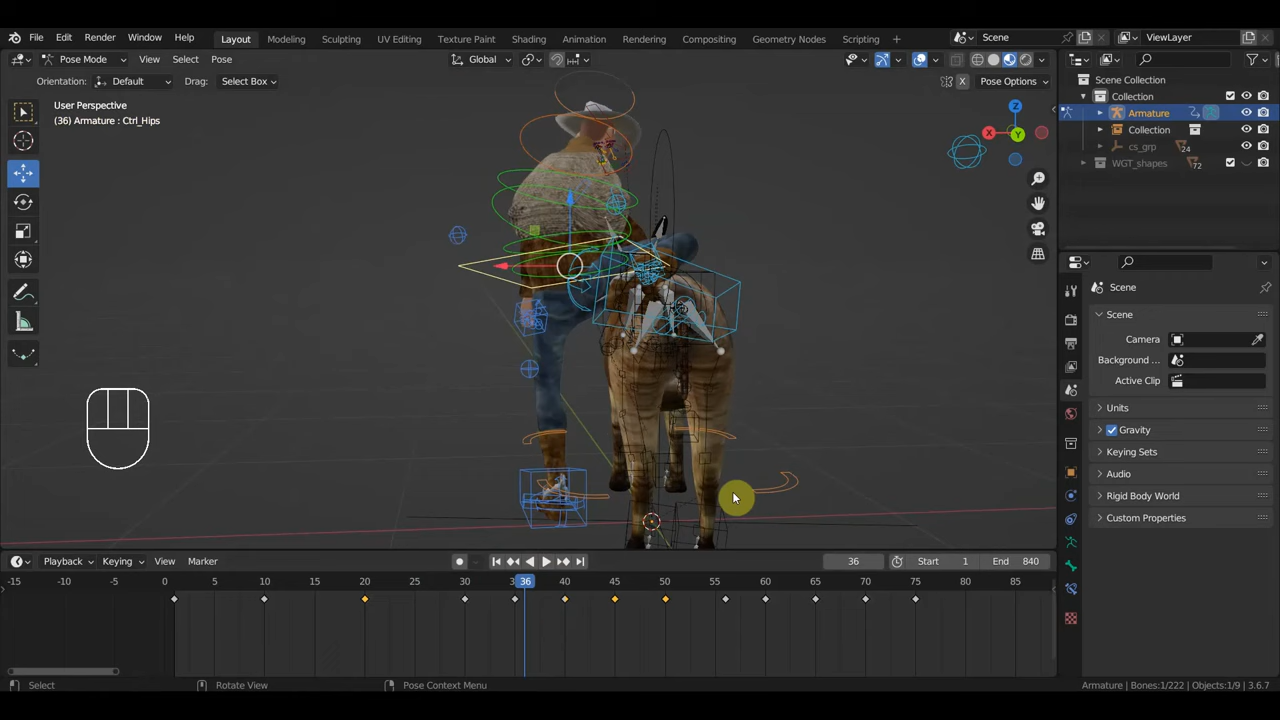 File Edit Render Window Help Layout Modeling Sculpting UV Editing Texture Paint Shading Animation Rendering Compositing Geometry Nodes Scripting + Scene ViewLayer
Pose Mode View Select Pose Global Pose Options
Orientation: Default Drag: Select Box X
User Perspective
(36) Armature : Ctrl_Hips
X
Y
Z
Scene Collection
Collection
Armature
Collection
cs_grp 24
WGT_shapes 72
Scene
Scene
Camera
Background ...
Active Clip
Units
Gravity
Keying Sets
Audio
Rigid Body World
Custom Properties
Playback Keying View Marker 36 Start 1 End 840
-15 -10 -5 1 5 10 15 20 25 30 36 40 45 50 55 60 65 70 75 80 85
Select Rotate View Pose Context Menu Armature | Bones:1/222 | Objects:1/9 | 3.6.7